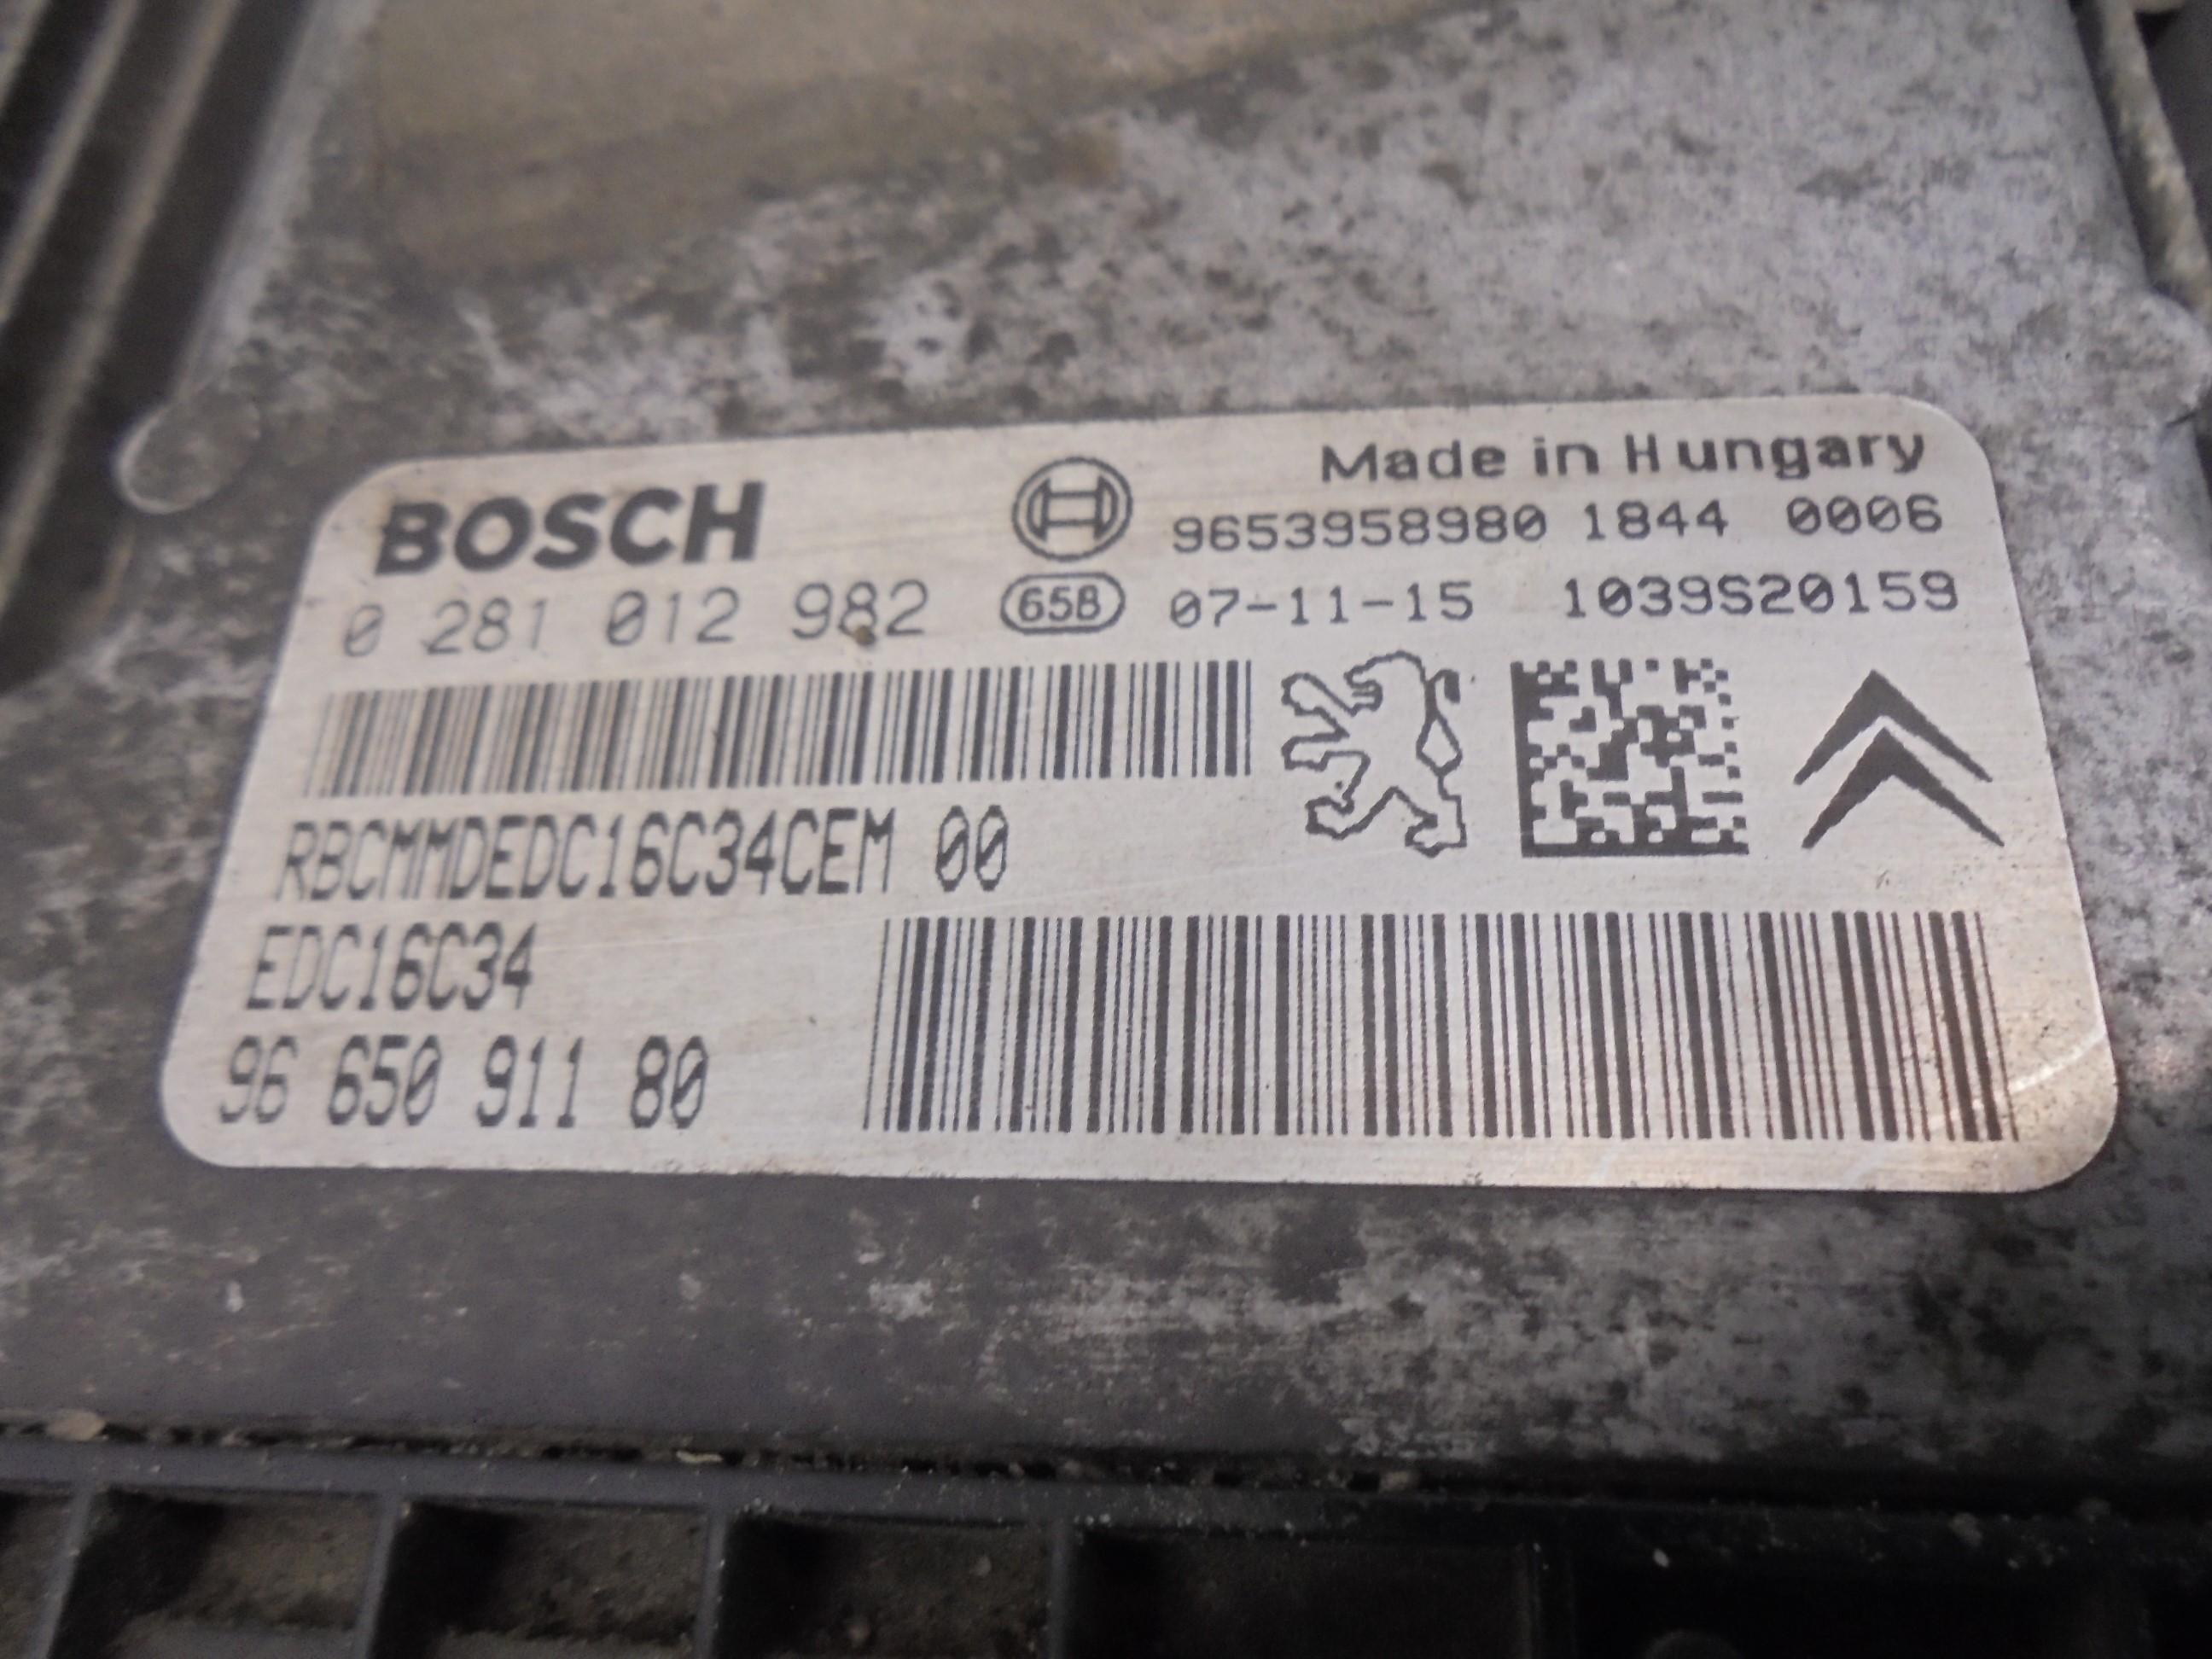 BOSCH
Made in Hungary
9653958980 1844 0006
0 281 012 982
65B
07-11-15 1039S20159
RBCMMDEDC16C34CEM 00
EDC16C34
96 650 911 80